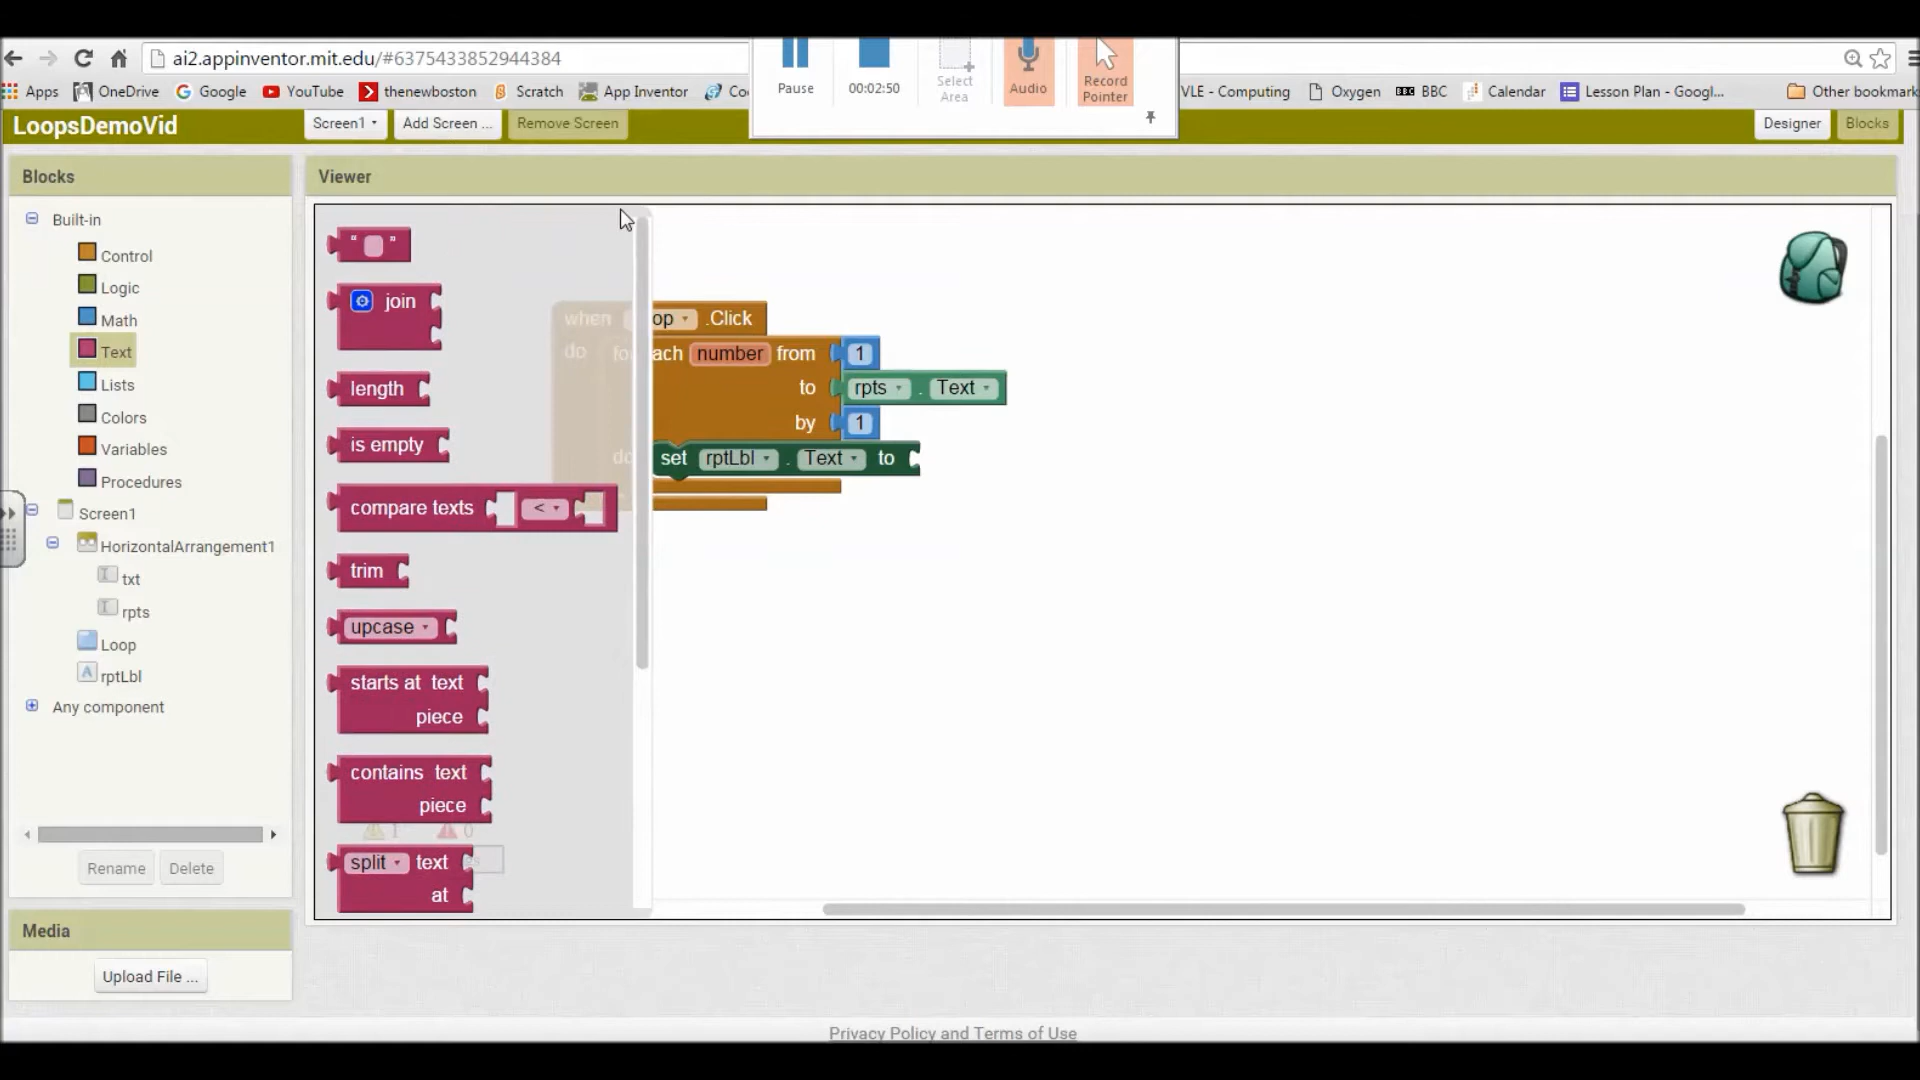 ai2.appinventor.mit.edu/#6375433852944384
Pause
00:02:50
Select Area
Audio
Record Pointer
Apps
OneDrive
Google
YouTube
thenewboston
Scratch
App Inventor
VLE - Computing
Oxygen
BBC
Calendar
Lesson Plan - Googl...
Other bookmark
LoopsDemoVid
Screen1
Add Screen ...
Remove Screen
Designer
Blocks
Blocks
Viewer
Built-in
Control
Logic
Math
Text
Lists
Colors
Variables
Procedures
Screen1
HorizontalArrangement1
txt
rpts
Loop
rptLbl
Any component
Rename
Delete
Media
Upload File ...
" "
join
length
is empty
compare texts <
trim
upcase
starts at text
piece
contains text
piece
split text
at
when op .Click
do ach number from 1
to rpts . Text
by 1
do set rptLbl . Text to
1 0
Privacy Policy and Terms of Use